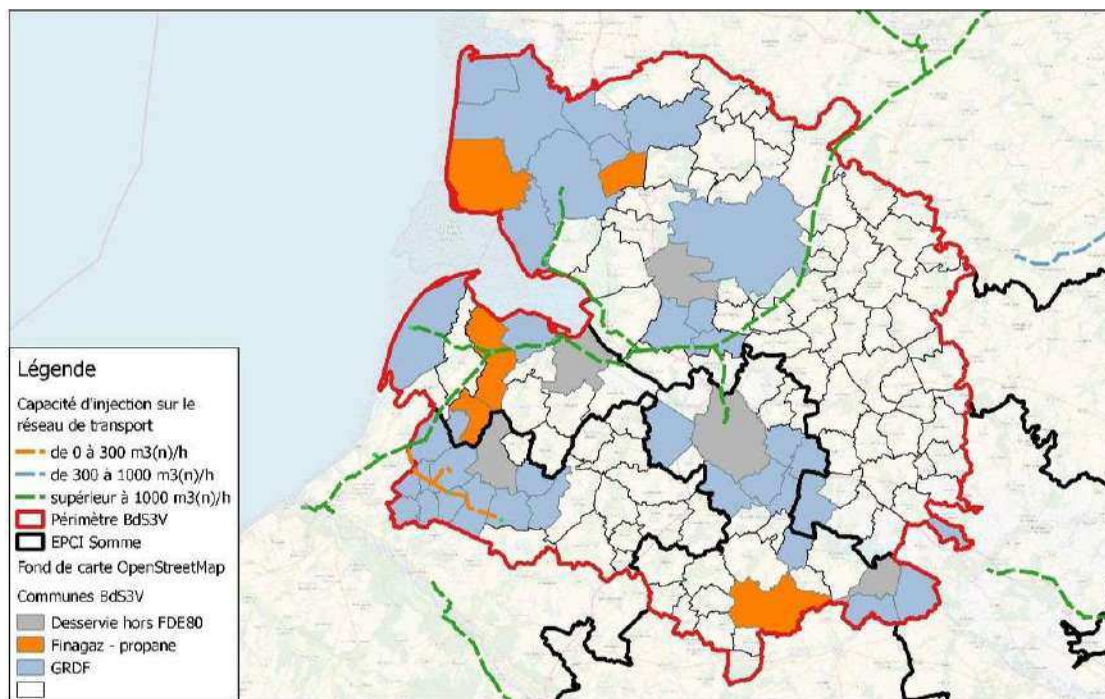 Légende
Capacité d'injection sur le
réseau de transport
de 0 à 300 m3(n)/h
de 300 à 1000 m3(n)/h
supérieur à 1000 m3(n)/h
Périmètre BdS3V
EPCI Somme
Fond de carte OpenStreetMap
Communes BdS3V
Desservie hors FDE80
Finagaz - propane
GRDF